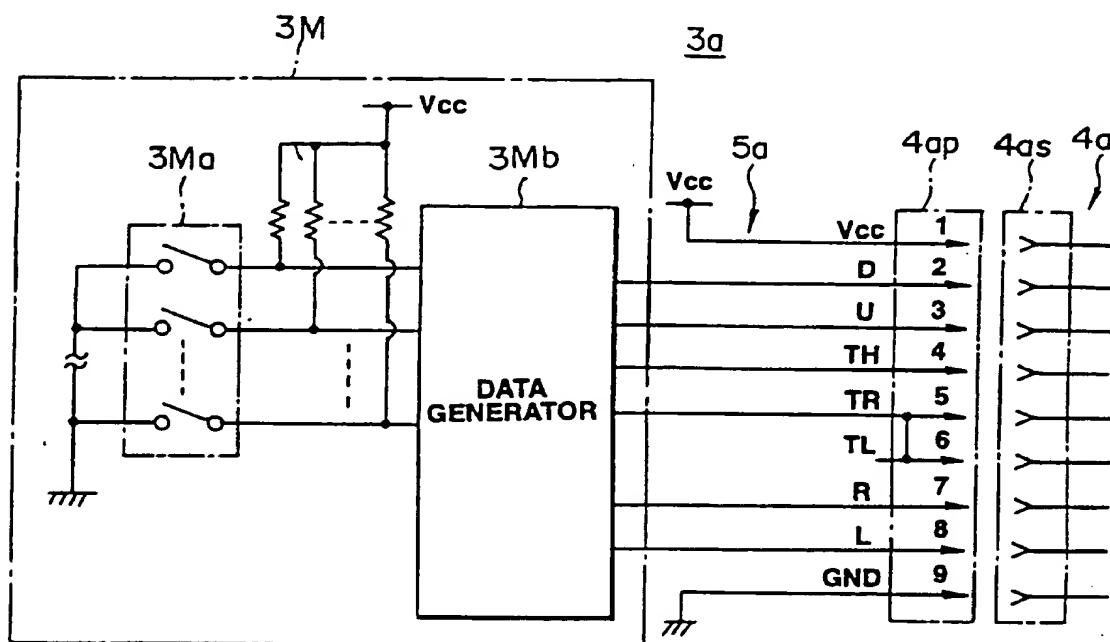 3M
3a
Vcc
3Ma
3Mb
Vcc
5a
4ap
4as
4a
Vcc 1
D 2
U 3
TH 4
DATA GENERATOR
TR 5
TL 6
R 7
L 8
GND 9